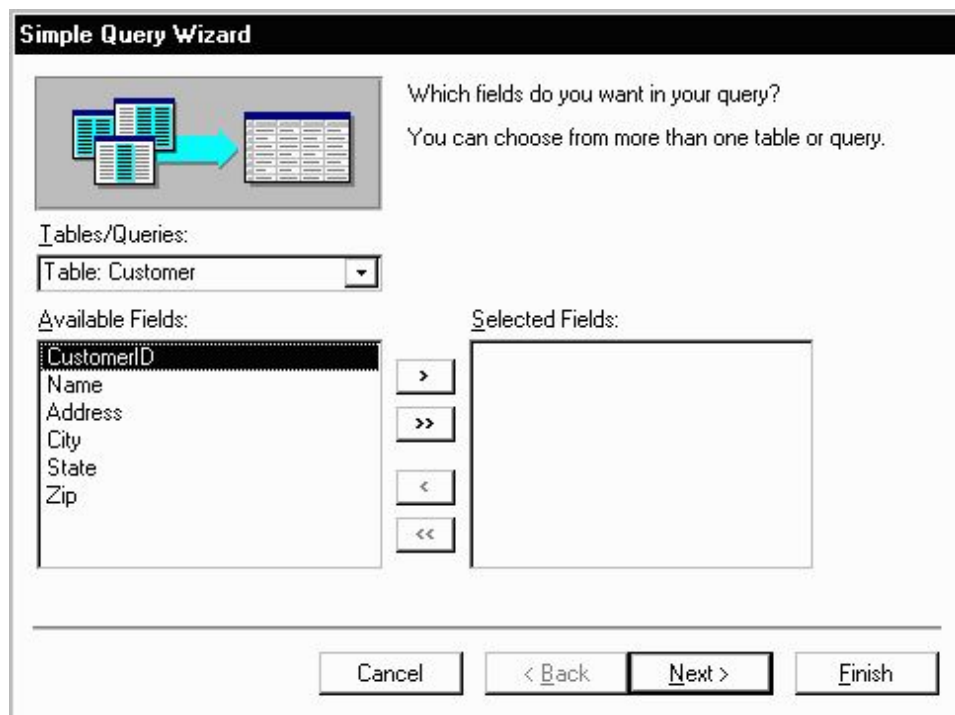 Simple Query Wizard
Which fields do you want in your query?
You can choose from more than one table or query.
Tables/Queries:
Table: Customer
Available Fields:
Selected Fields:
CustomerID
Name
Address
City
State
Zip
>
>>
<
<<
Cancel
< Back
Next >
Finish